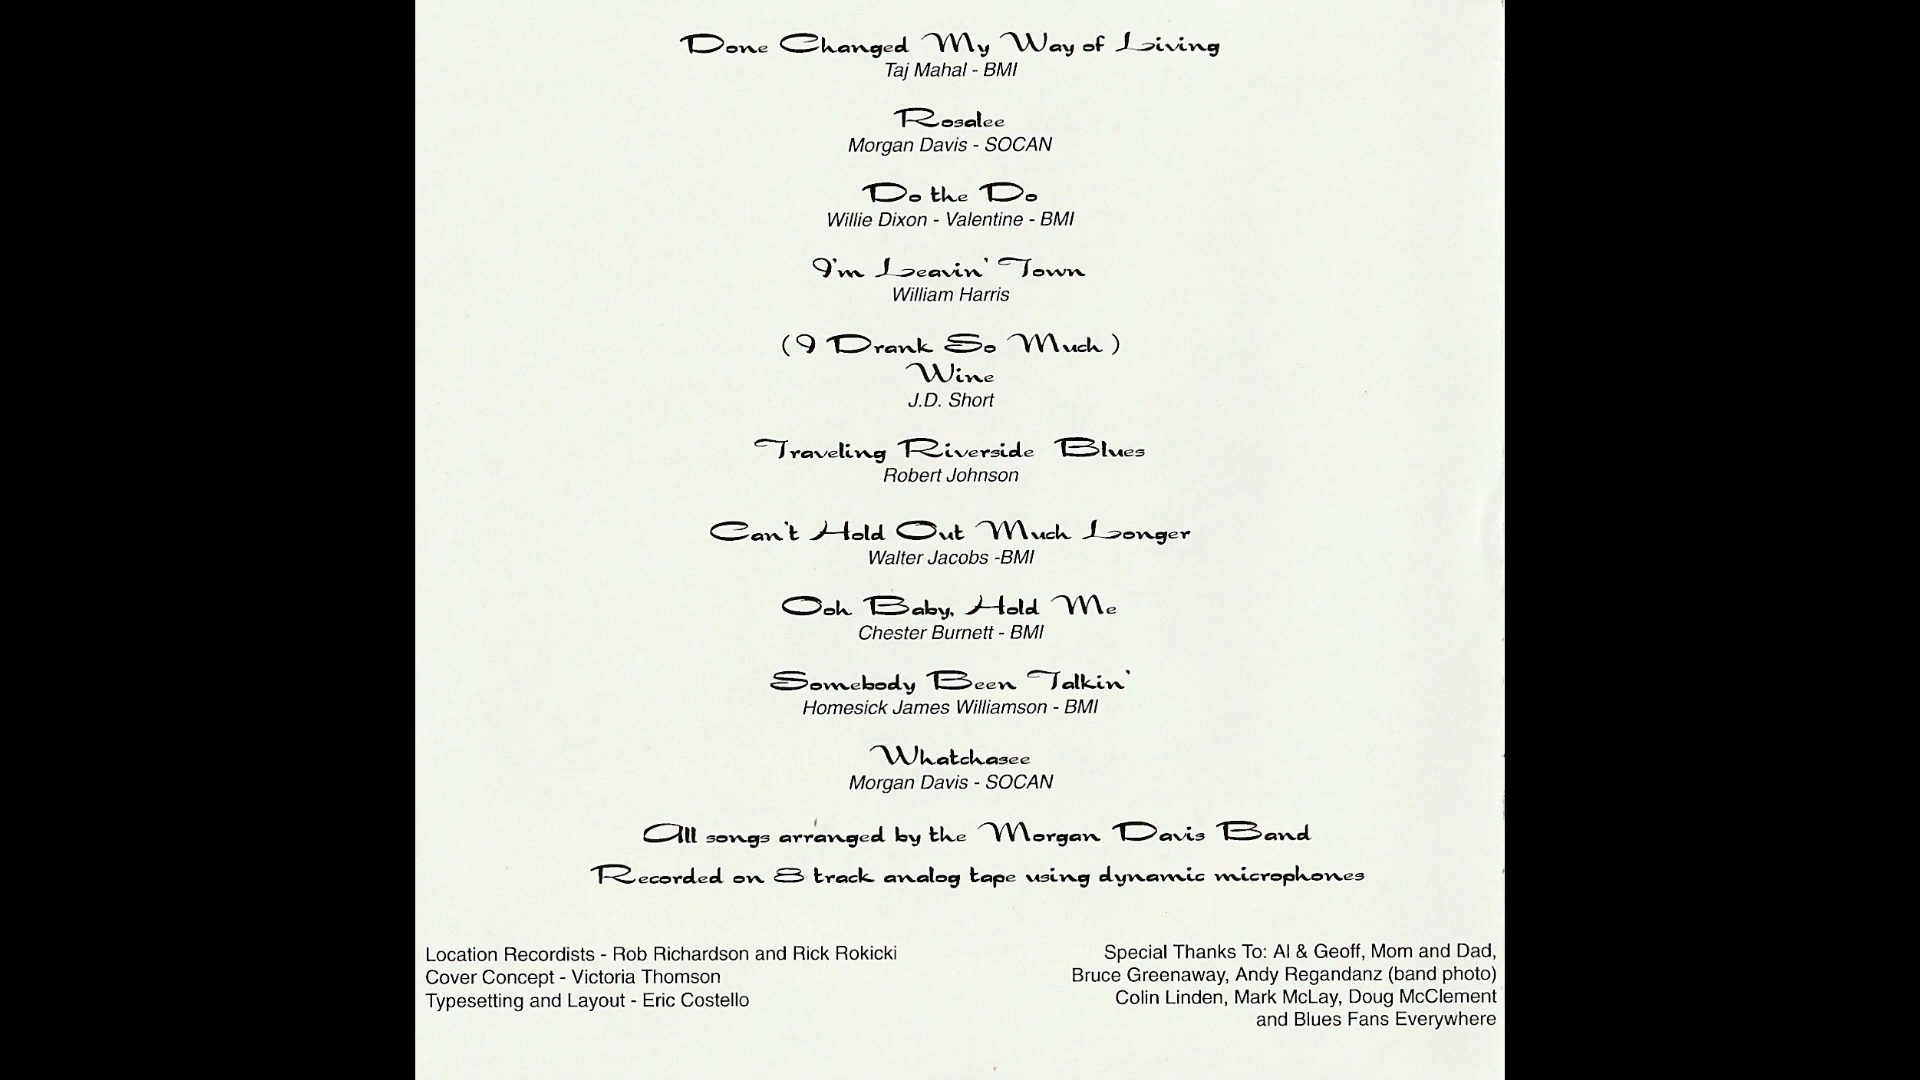 Done Changed My Way of Living
Taj Mahal - BMI
Rosalee
Morgan Davis - SOCAN
Do the Do
Willie Dixon - Valentine - BMI
I'm Leavin' Town
William Harris
(I Drank So Much)
Wine
J.D. Short
Traveling Riverside Blues
Robert Johnson
Can't Hold Out Much Longer
Walter Jacobs -BMI
Ooh Baby, Hold Me
Chester Burnett - BMI
Somebody Been Talkin'
Homesick James Williamson - BMI
Whatchasee
Morgan Davis - SOCAN
All songs arranged by the Morgan Davis Band
Recorded on 8 track analog tape using dynamic microphones
Location Recordists - Rob Richardson and Rick Rokicki
Cover Concept - Victoria Thomson
Typesetting and Layout - Eric Costello
Special Thanks To: Al & Geoff, Mom and Dad,
Bruce Greenaway, Andy Regandanz (band photo)
Colin Linden, Mark McLay, Doug McClement
and Blues Fans Everywhere